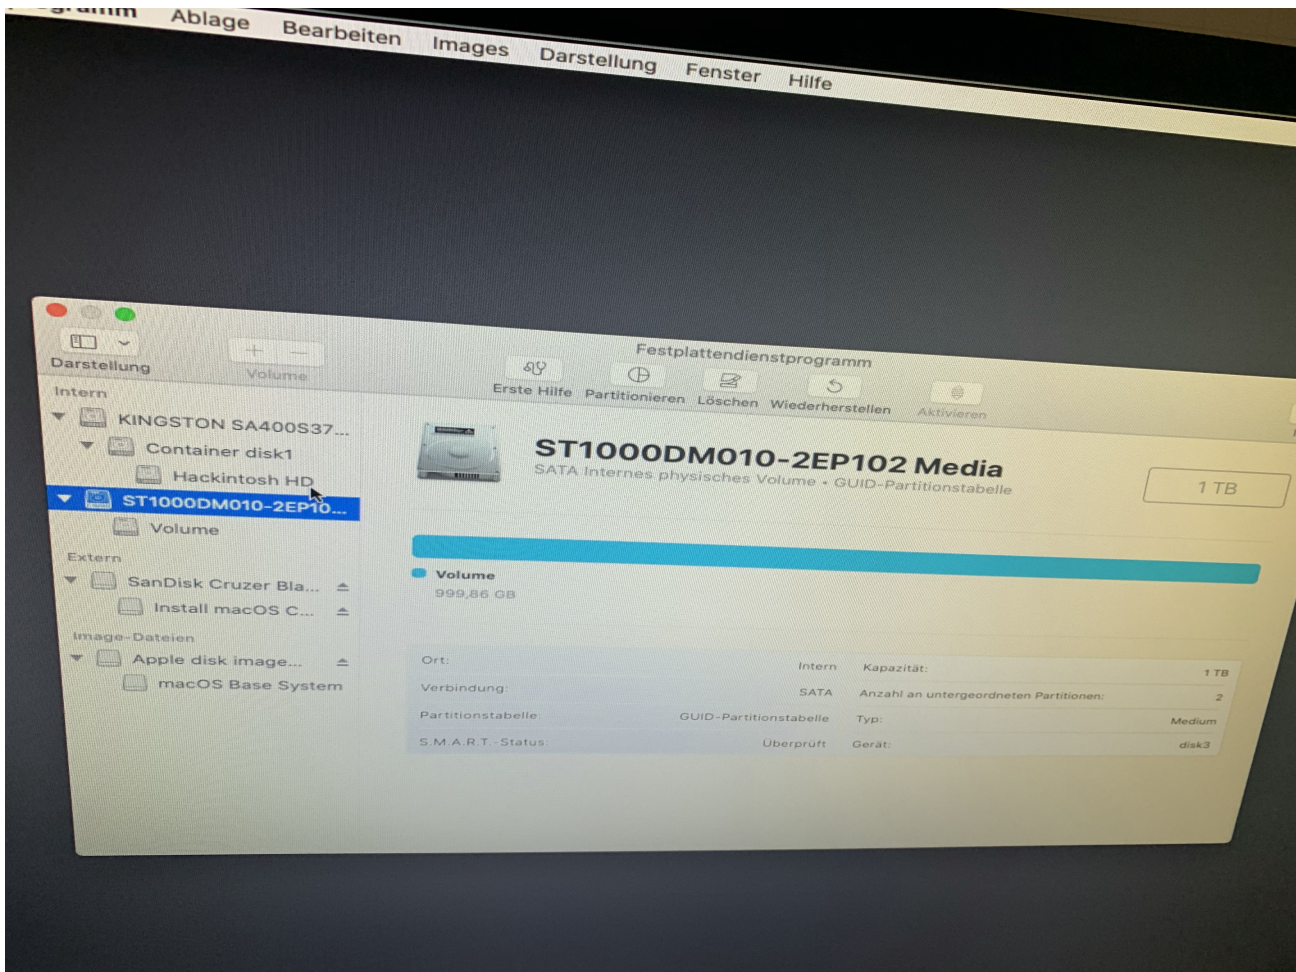 Ablage Bearbeiten Images Darstellung Fenster Hilfe
Festplattendienstprogramm
Darstellung
Volume
Erste Hilfe Partitionieren Löschen Wiederherstellen Aktivieren
Intern
KINGSTON SA400S37...
Container disk1
Hackintosh HD
ST1000DM010-2EP10...
Volume
Extern
SanDisk Cruzer Bla...
Install macOS C...
Image-Dateien
Apple disk image...
macOS Base System
ST1000DM010-2EP102 Media
SATA Internes physisches Volume • GUID-Partitionstabelle
1 TB
Volume
999,86 GB
Ort: Intern
Verbindung: SATA
Partitionstabelle: GUID-Partitionstabelle
S.M.A.R.T.-Status: Überprüft
Kapazität: 1 TB
Anzahl an untergeordneten Partitionen: 2
Typ: Medium
Gerät: disk3